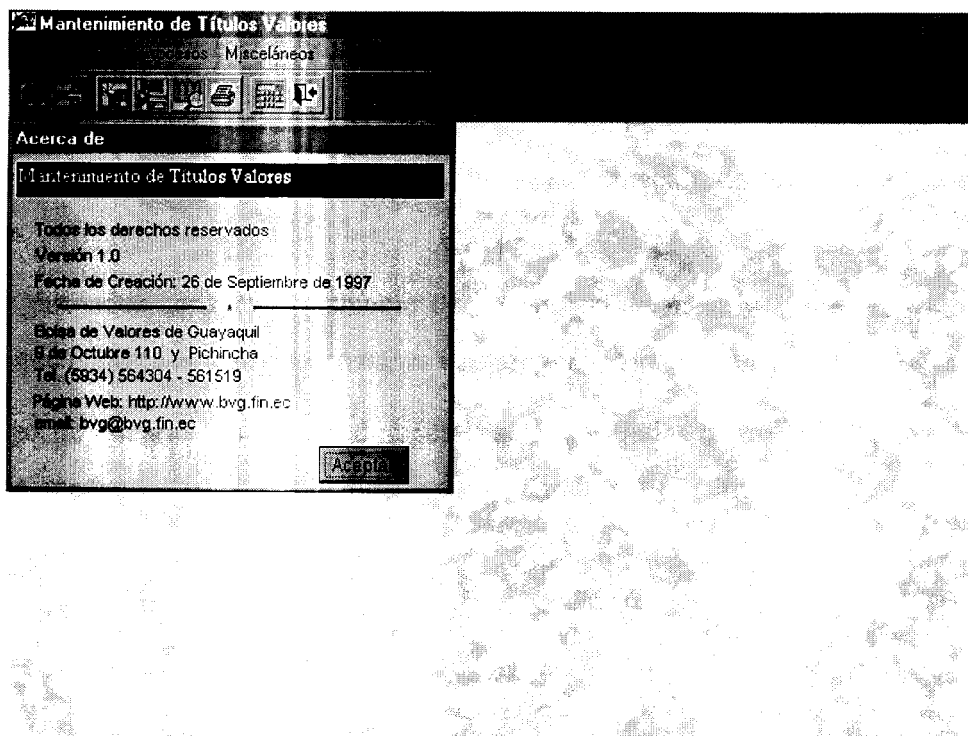 Mantenimiento de Títulos Valores
Misceláneos
Acerca de
Mantenimiento de Titulos Valores
Todos los derechos reservados
Versión 1.0
Fecha de Creación: 26 de Septiembre de 1997
Bolsa de Valores de Guayaquil
9 de Octubre 110 y Pichincha
Tel. (5934) 564304 - 561519
Página Web: http://www.bvg.fin.ec
email: bvg@bvg.fin.ec
Aceptar